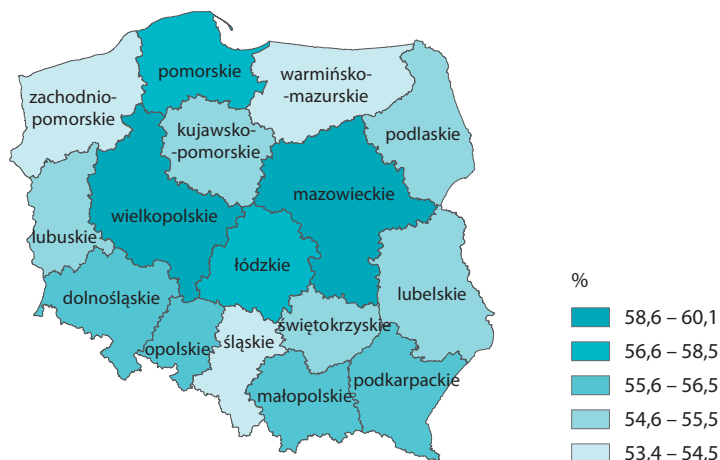 pomorskie
warmińsko-
-mazurskie
zachodnio-
pomorskie
kujawsko-
-pomorskie
podlaskie
mazowieckie
wielkopolskie
lubuskie
łódzkie
dolnośląskie
lubelskie
opolskie
śląskie
świętokrzyskie
małopolskie
podkarpackie
%
58,6 – 60,1
56,6 – 58,5
55,6 – 56,5
54,6 – 55,5
53,4 – 54,5